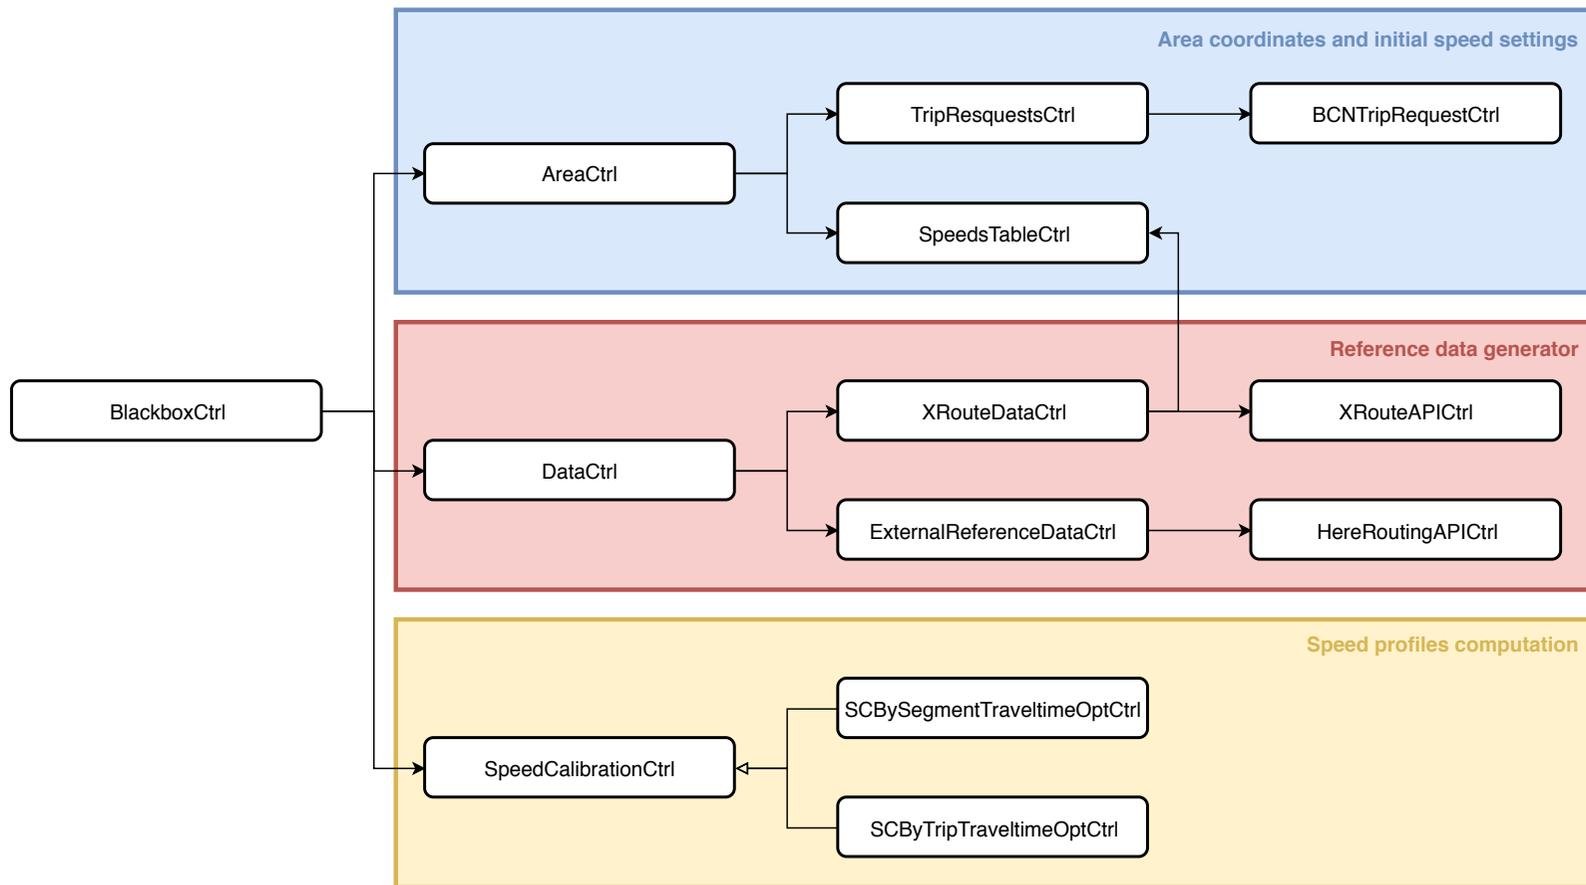 Area coordinates and initial speed settings
TripResquestsCtrl
BCNTripRequestCtrl
AreaCtrl
SpeedsTableCtrl
Reference data generator
BlackboxCtrl
XRouteDataCtrl
XRouteAPICtrl
DataCtrl
ExternalReferenceDataCtrl
HereRoutingAPICtrl
Speed profiles computation
SCBySegmentTraveltimeOptCtrl
SpeedCalibrationCtrl
SCByTripTraveltimeOptCtrl